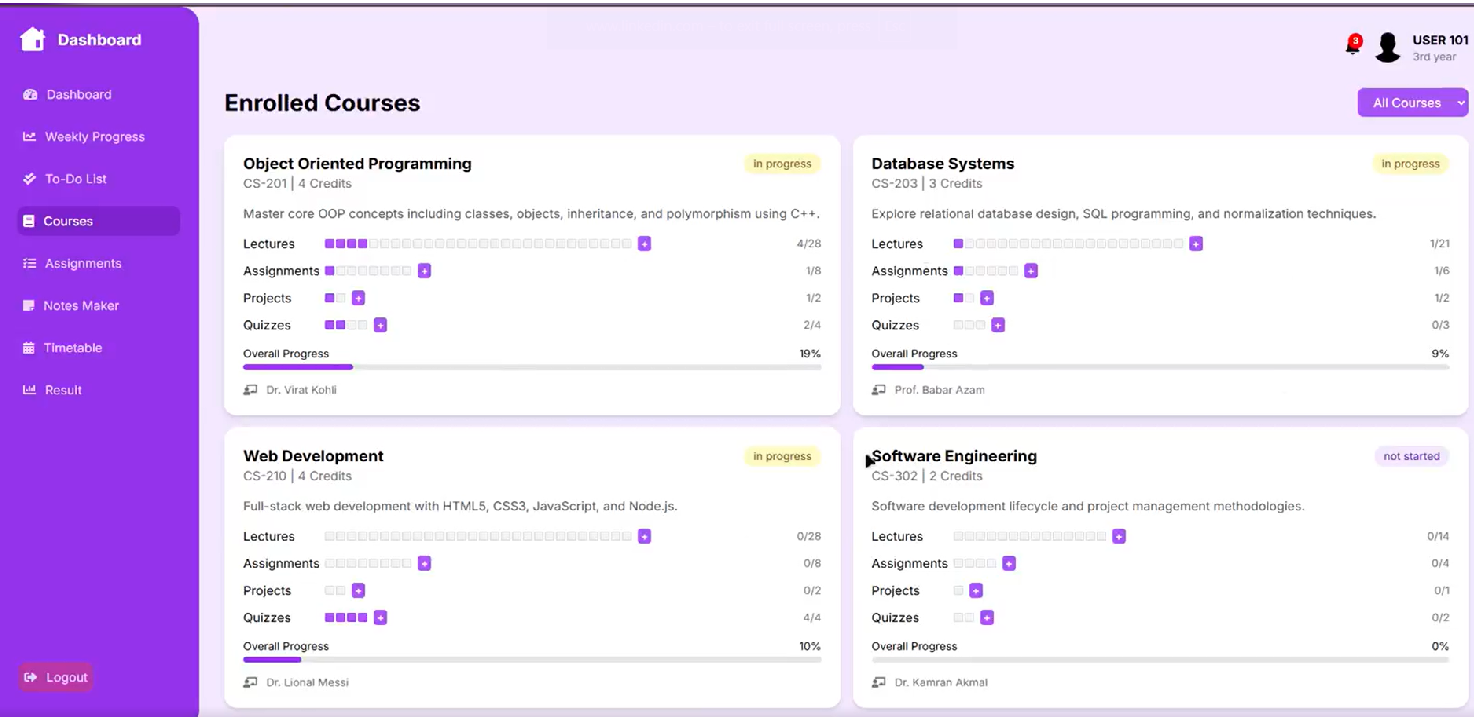 Dashboard
Dashboard
Weekly Progress
To-Do List
Courses
Assignments
Notes Maker
Timetable
Result
Logout
3
USER 101
3rd year
Enrolled Courses
All Courses
Object Oriented Programming
in progress
CS-201 | 4 Credits
Master core OOP concepts including classes, objects, inheritance, and polymorphism using C++.
Lectures + 4/28
Assignments + 1/8
Projects + 1/2
Quizzes + 2/4
Overall Progress 19%
Dr. Virat Kohli
Database Systems
in progress
CS-203 | 3 Credits
Explore relational database design, SQL programming, and normalization techniques.
Lectures + 1/21
Assignments + 1/6
Projects + 1/2
Quizzes + 0/3
Overall Progress 9%
Prof. Babar Azam
Web Development
in progress
CS-210 | 4 Credits
Full-stack web development with HTML5, CSS3, JavaScript, and Node.js.
Lectures + 0/28
Assignments + 0/8
Projects + 0/2
Quizzes + 4/4
Overall Progress 10%
Dr. Lional Messi
Software Engineering
not started
CS-302 | 2 Credits
Software development lifecycle and project management methodologies.
Lectures + 0/14
Assignments + 0/4
Projects + 0/1
Quizzes + 0/2
Overall Progress 0%
Dr. Kamran Akmal